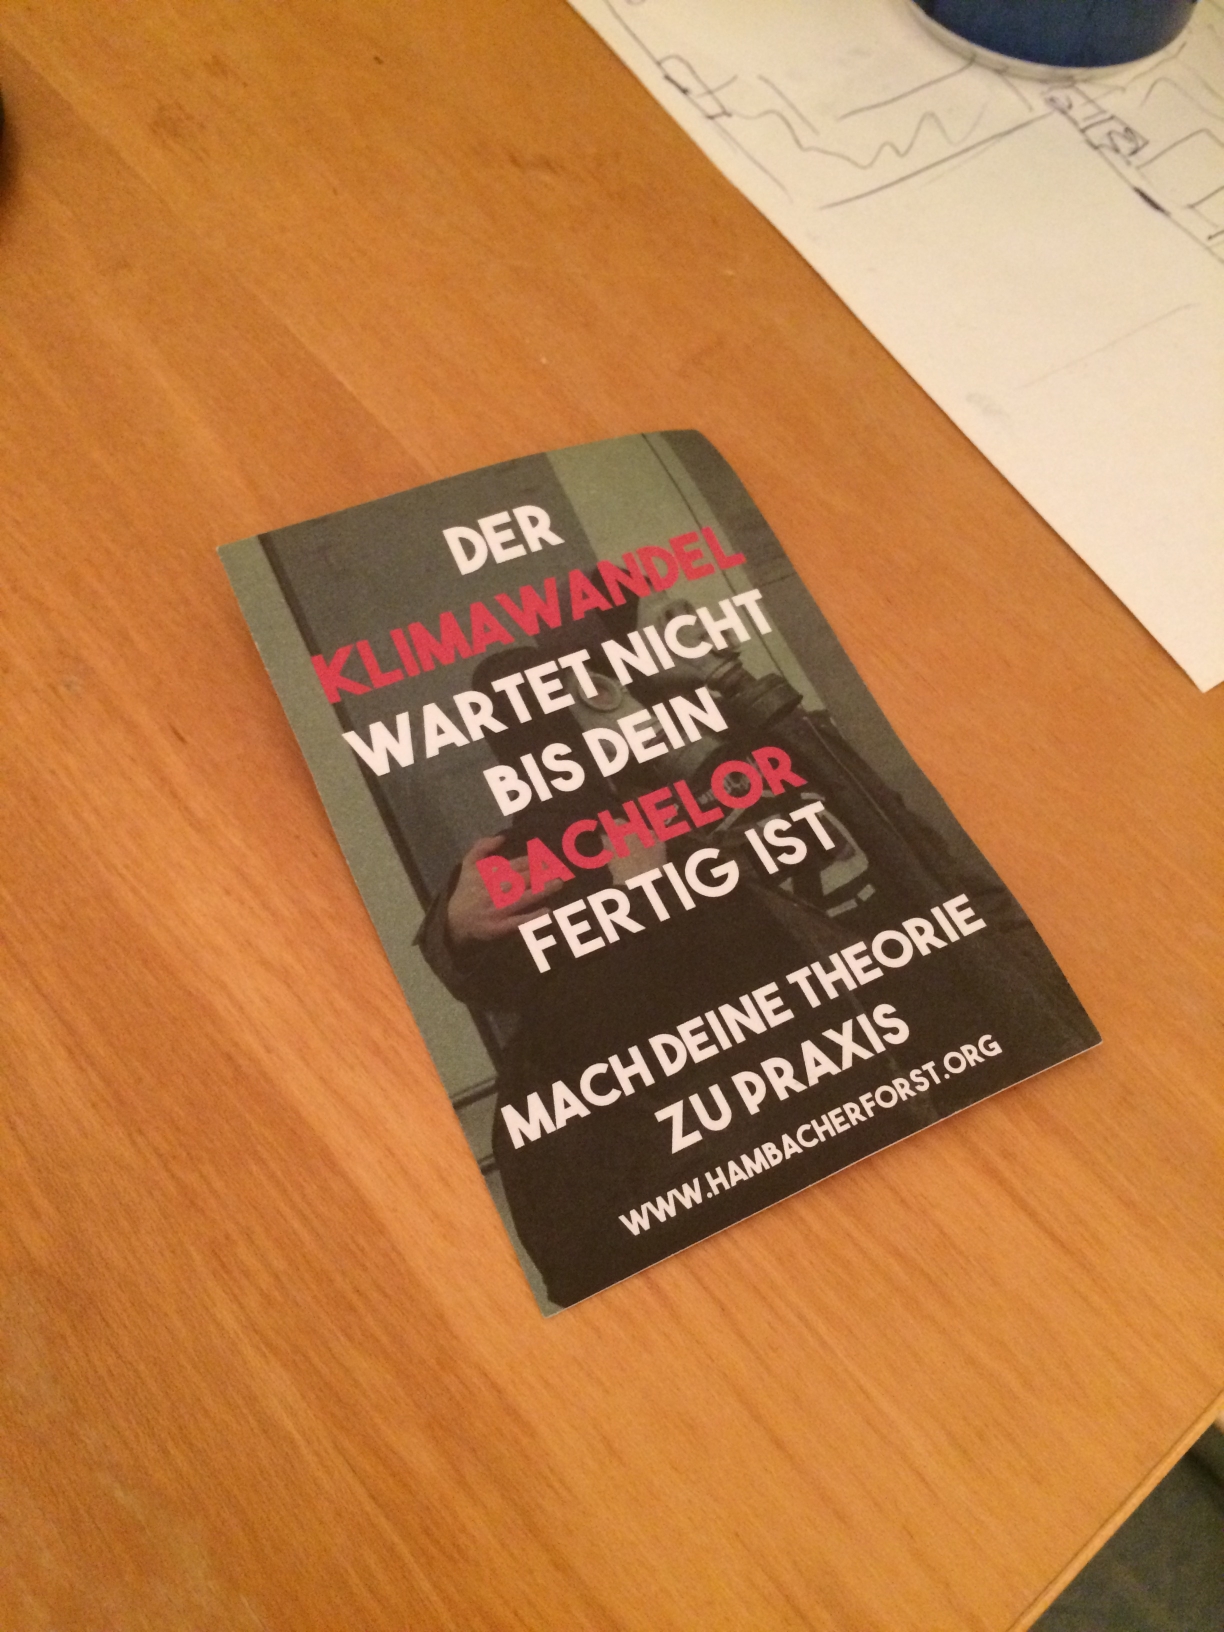 DER
KLIMAWANDEL
WARTET NICHT
BIS DEIN
BACHELOR
FERTIG IST
MACH DEINE THEORIE
ZU PRAXIS
WWW.HAMBACHERFORST.ORG